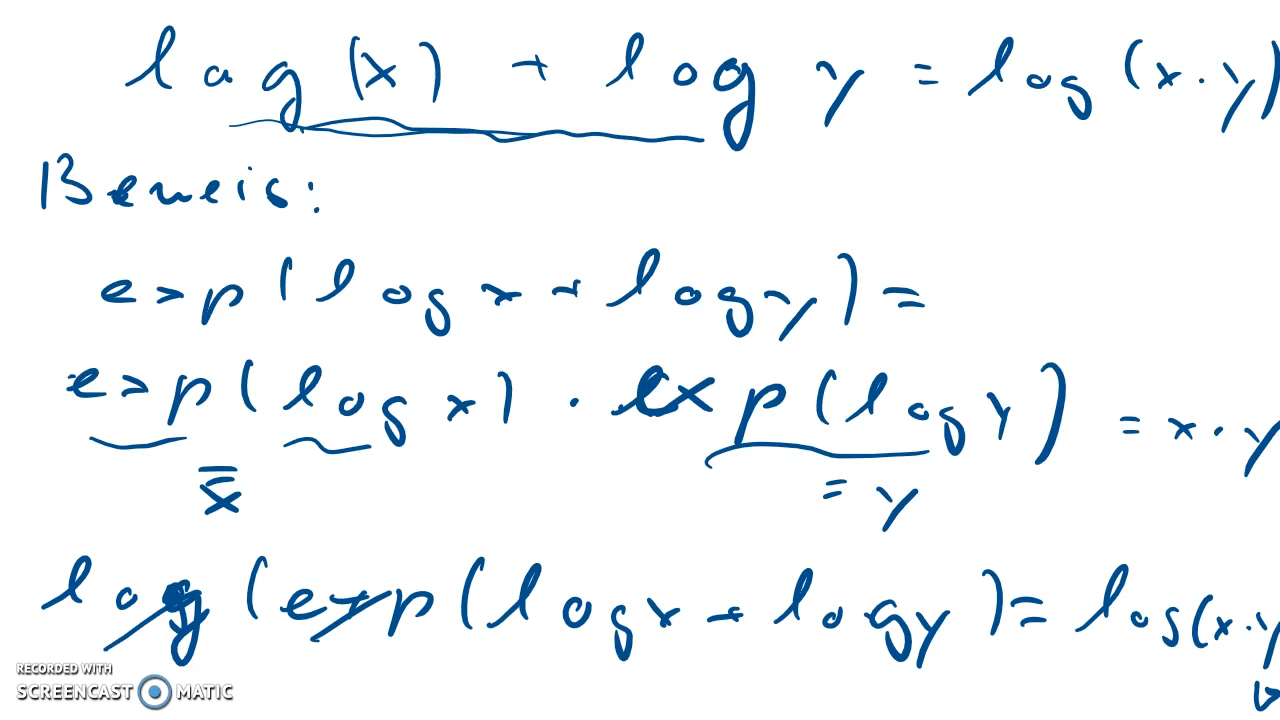 log(x) + log y = log(x·y)
Beweis:
exp(log x + log y) =
exp(log x) · exp(log y) = x·y
= x = y
log(exp(log x + log y) = log(x·y
RECORDED WITH
SCREENCAST MATIC